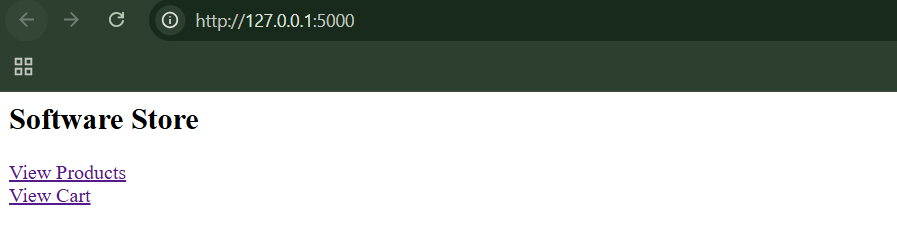 http://127.0.0.1:5000
Software Store
View Products
View Cart